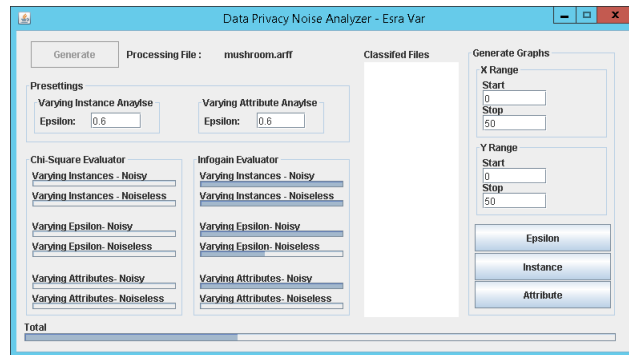 Data Privacy Noise Analyzer - Esra Var
Generate
Processing File :
mushroom.arff
Classifed Files
Presettings
Varying Instance Anaylse
Epsilon:
0.6
Varying Attribute Anaylse
Epsilon:
0.6
Chi-Square Evaluator
Varying Instances - Noisy
Varying Instances - Noiseless
Varying Epsilon- Noisy
Varying Epsilon- Noiseless
Varying Attributes- Noisy
Varying Attributes- Noiseless
Infogain Evaluator
Varying Instances - Noisy
Varying Instances - Noiseless
Varying Epsilon- Noisy
Varying Epsilon- Noiseless
Varying Attributes- Noisy
Varying Attributes- Noiseless
Generate Graphs
X Range
Start
0
Stop
50
Y Range
Start
0
Stop
50
Epsilon
Instance
Attribute
Total